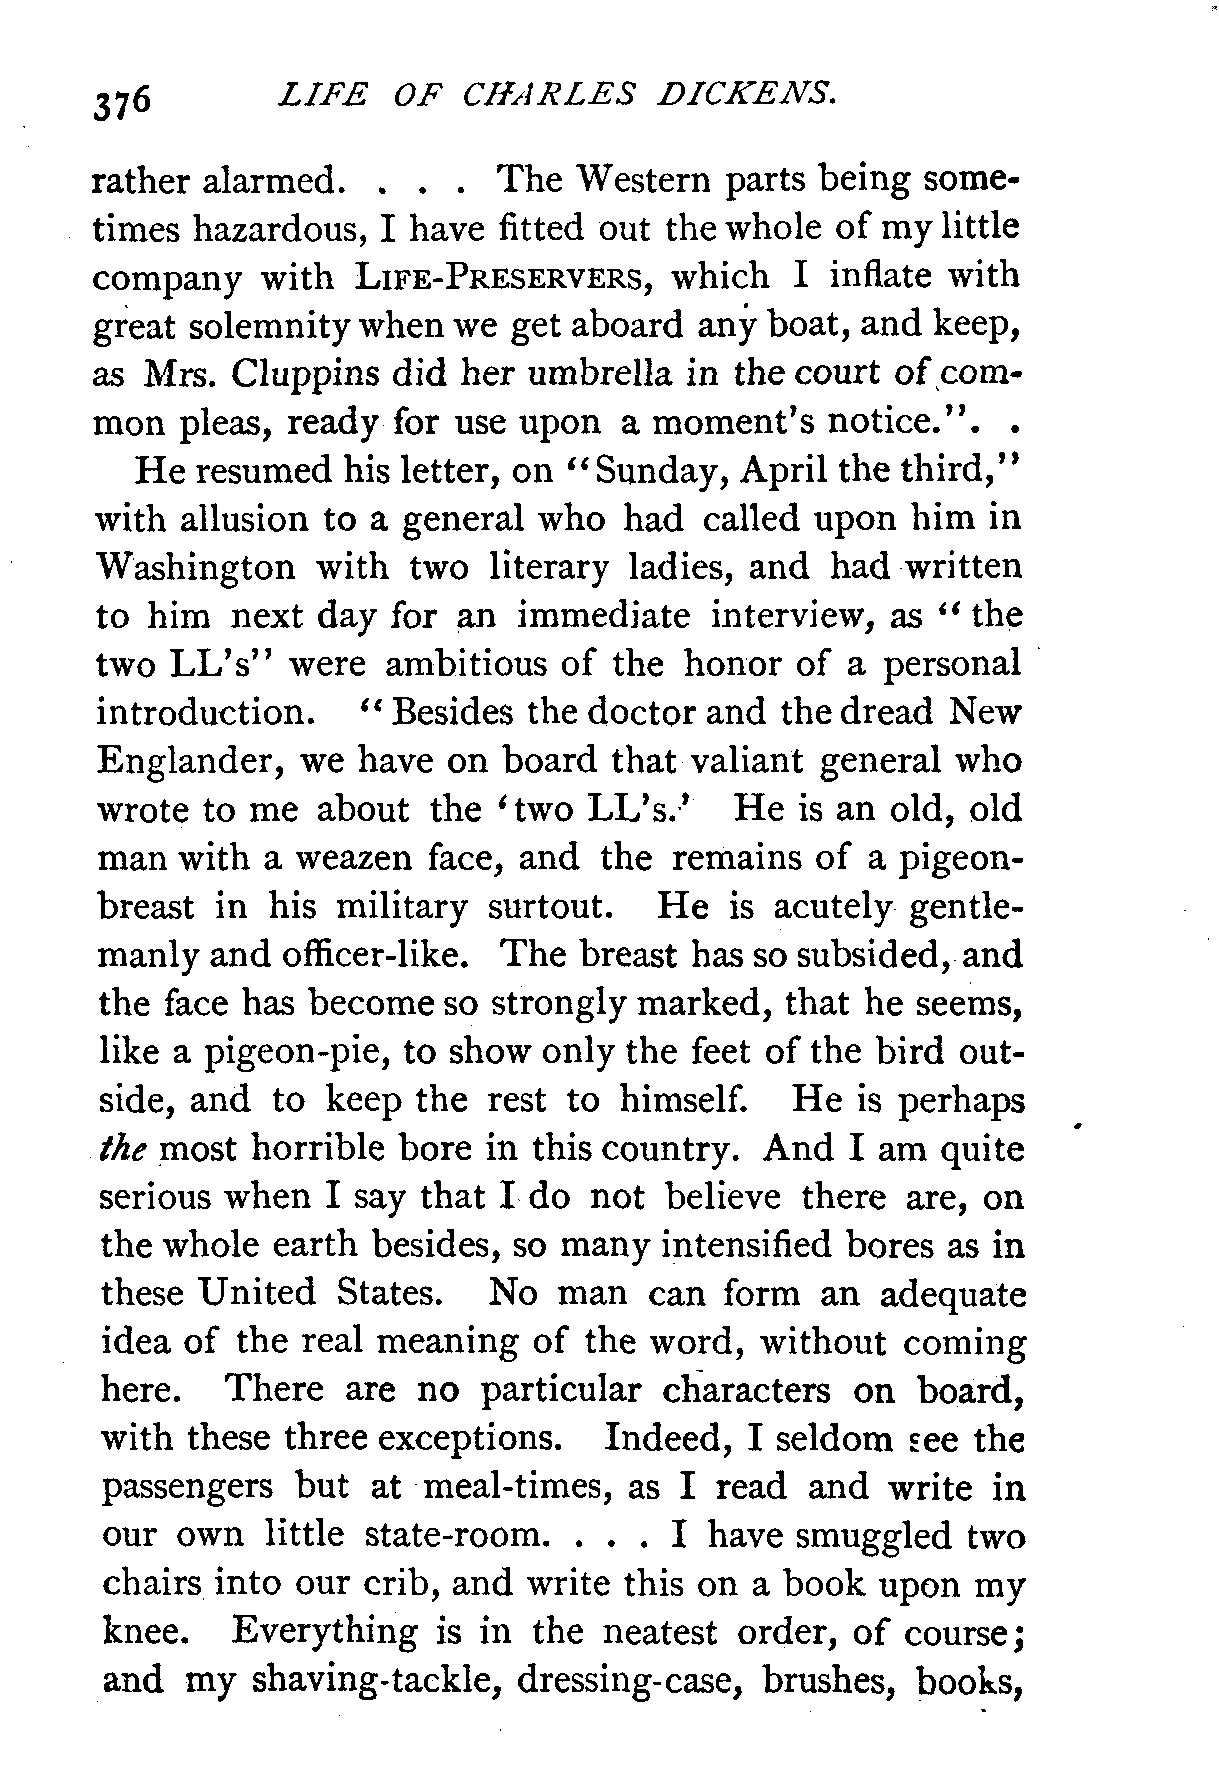 376 LIFE OF CHARLES DICKENS.
rather alarmed. . . . The Western parts being some-
times hazardous, I have fitted out the whole of my little
company with LIFE-PRESERVERS, which I inflate with
great solemnity when we get aboard any boat, and keep,
as Mrs. Cluppins did her umbrella in the court of com-
mon pleas, ready for use upon a moment's notice.". .
He resumed his letter, on "Sunday, April the third,"
with allusion to a general who had called upon him in
Washington with two literary ladies, and had written
to him next day for an immediate interview, as "the
two LL's" were ambitious of the honor of a personal
introduction. "Besides the doctor and the dread New
Englander, we have on board that valiant general who
wrote to me about the 'two LL's.' He is an old, old
man with a weazen face, and the remains of a pigeon-
breast in his military surtout. He is acutely gentle-
manly and officer-like. The breast has so subsided, and
the face has become so strongly marked, that he seems,
like a pigeon-pie, to show only the feet of the bird out-
side, and to keep the rest to himself. He is perhaps
the most horrible bore in this country. And I am quite
serious when I say that I do not believe there are, on
the whole earth besides, so many intensified bores as in
these United States. No man can form an adequate
idea of the real meaning of the word, without coming
here. There are no particular characters on board,
with these three exceptions. Indeed, I seldom see the
passengers but at meal-times, as I read and write in
our own little state-room. . . . I have smuggled two
chairs into our crib, and write this on a book upon my
knee. Everything is in the neatest order, of course;
and my shaving-tackle, dressing-case, brushes, books,